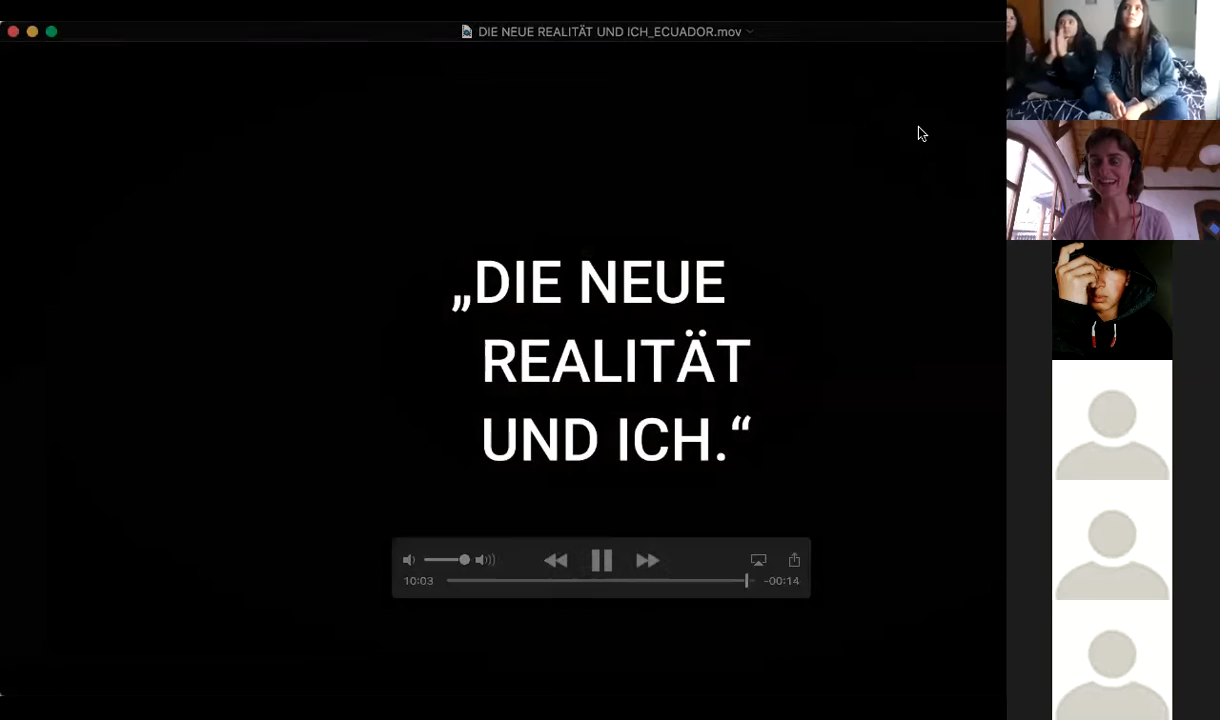 DIE NEUE REALITÄT UND ICH_ECUADOR.mov
„DIE NEUE
REALITÄT
UND ICH.“
10:03
-00:14